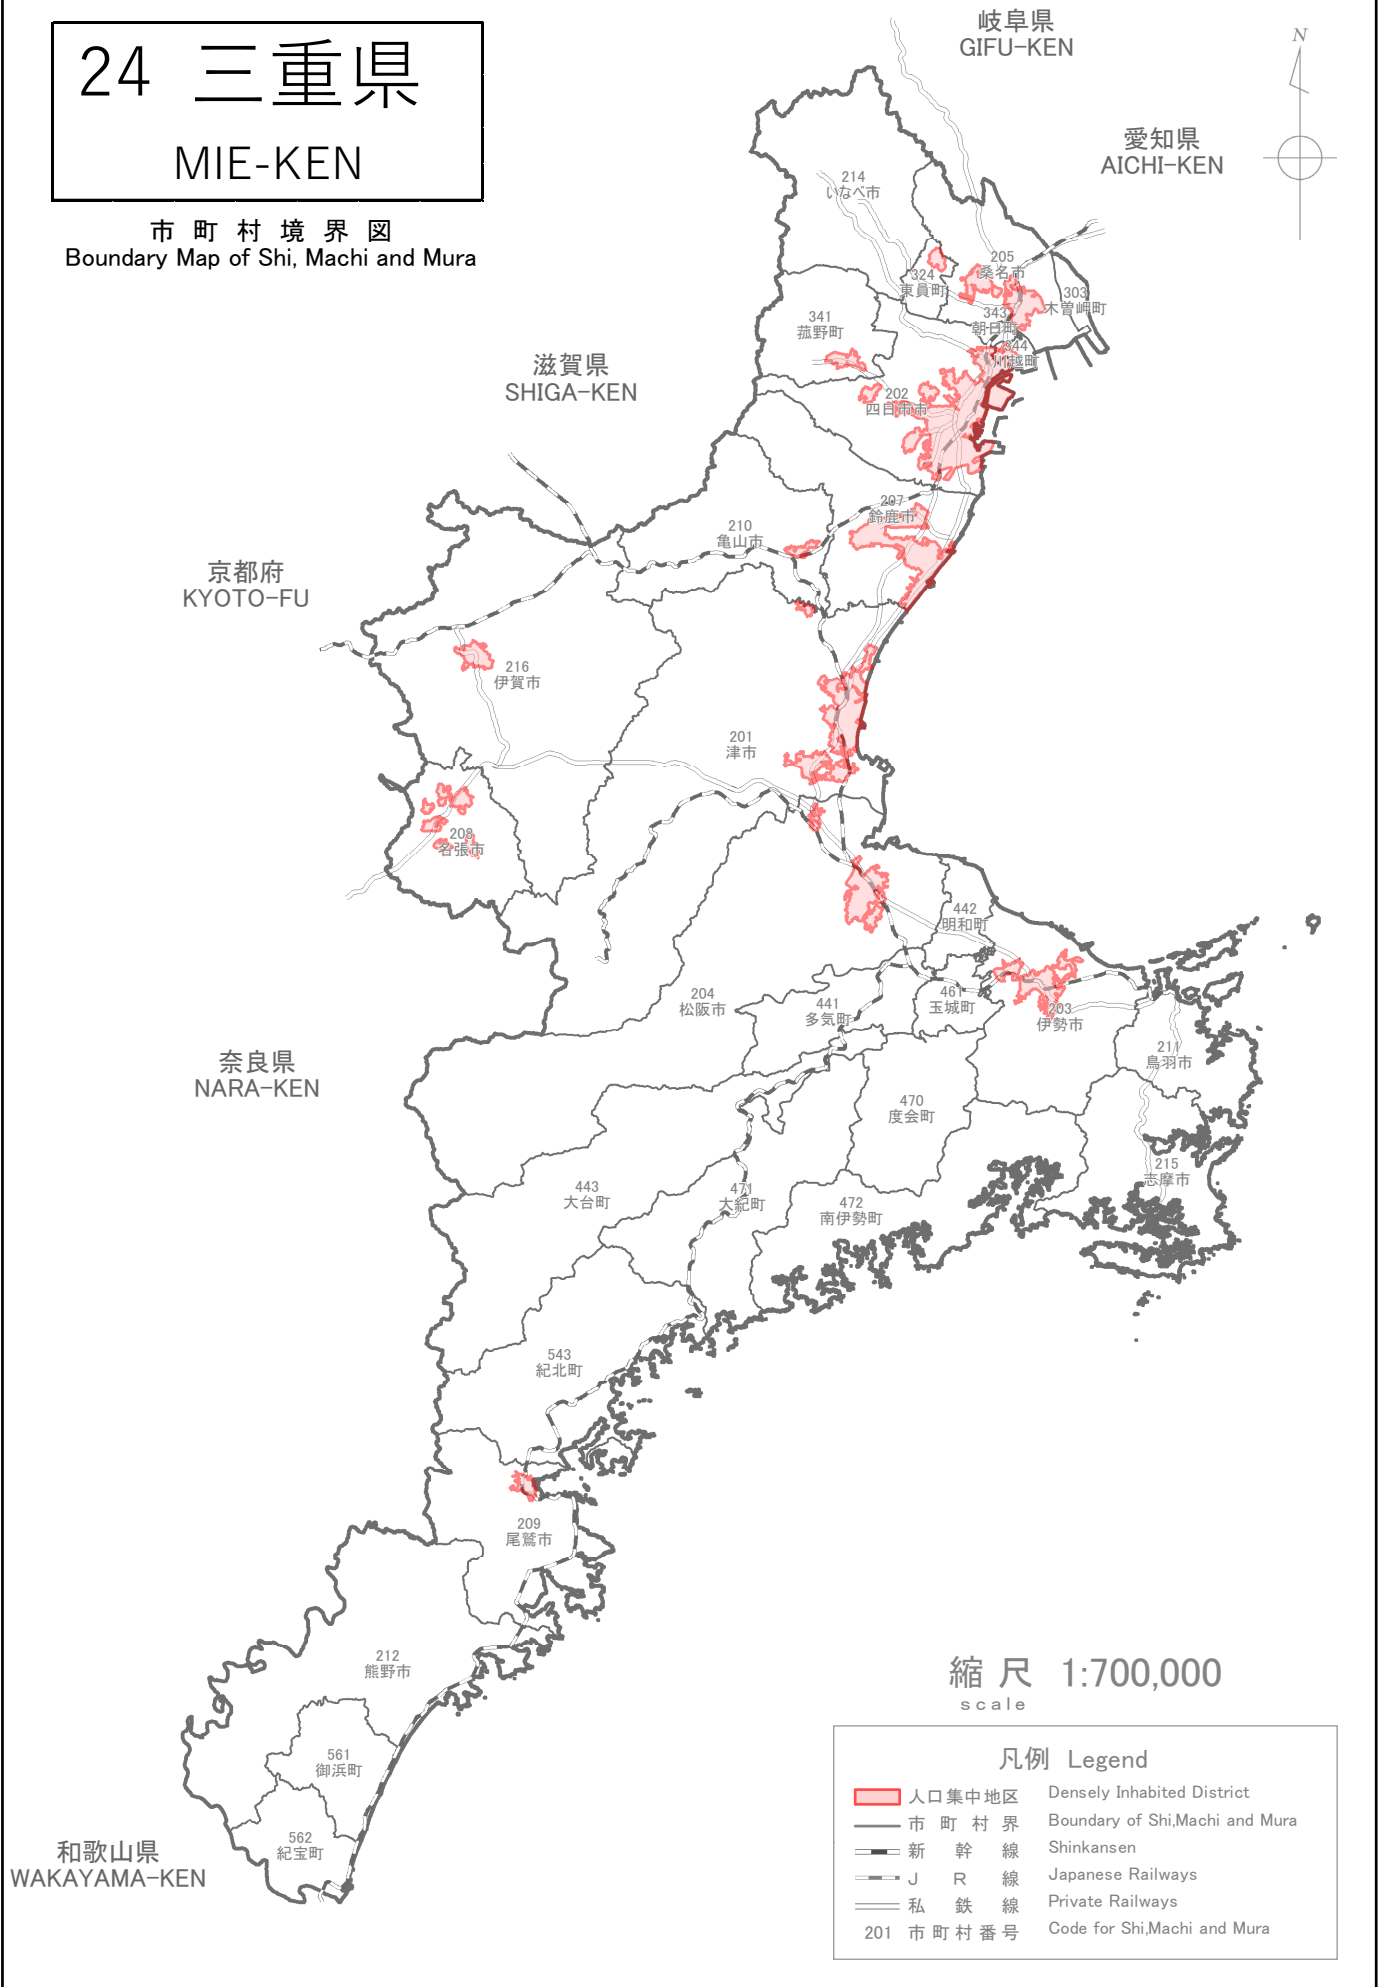 24 三重県
MIE-KEN
市町村境界図
Boundary Map of Shi, Machi and Mura
岐阜県
GIFU-KEN
N
愛知県
AICHI-KEN
滋賀県
SHIGA-KEN
京都府
KYOTO-FU
奈良県
NARA-KEN
和歌山県
WAKAYAMA-KEN
214
いなべ市
205
桑名市
324
東員町
303
木曽岬町
341
菰野町
343
朝日町
344
川越町
202
四日市市
207
鈴鹿市
210
亀山市
216
伊賀市
201
津市
208
名張市
442
明和町
204
松阪市
441
多気町
461
玉城町
203
伊勢市
211
鳥羽市
470
度会町
215
志摩市
443
大台町
471
大紀町
472
南伊勢町
543
紀北町
209
尾鷲市
212
熊野市
561
御浜町
562
紀宝町
縮尺 1:700,000
scale
凡例 Legend
人口集中地区 Densely Inhabited District
市町村界 Boundary of Shi,Machi and Mura
新幹線 Shinkansen
JR線 Japanese Railways
私鉄線 Private Railways
201 市町村番号 Code for Shi,Machi and Mura